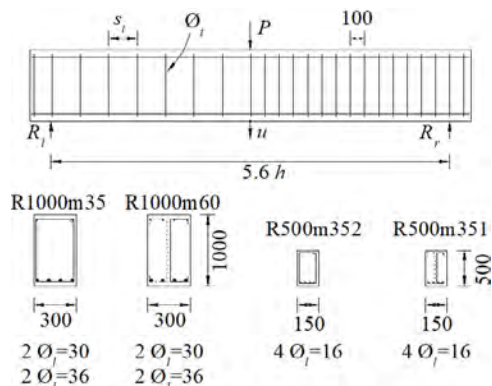 s_t Ø_t P 100
R_l u R_r
5.6 h
R1000m35 R1000m60
R500m352 R500m351
1000 500
300 300 150 150
2 Ø_l=30 2 Ø_l=30 4 Ø_l=16 4 Ø_l=16
2 Ø_l=36 2 Ø_l=36